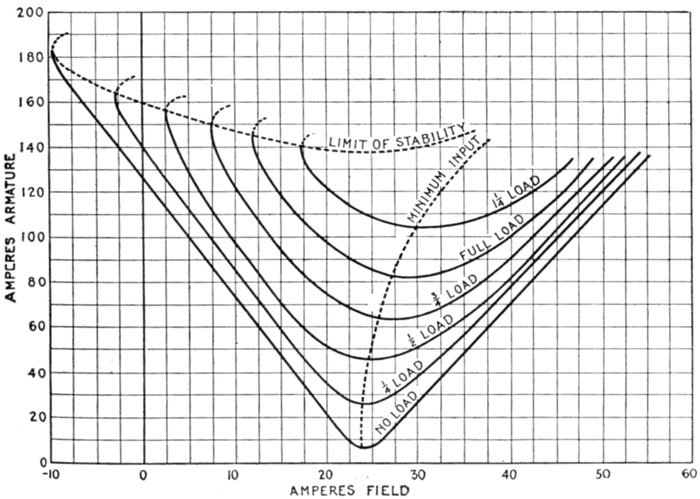 200
180
160
140
120
100
80
60
40
20
0
AMPERES ARMATURE
LIMIT OF STABILITY
MINIMUM INPUT
1 1/4 LOAD
FULL LOAD
3/4 LOAD
1/2 LOAD
1/4 LOAD
NO LOAD
-10 0 10 20 30 40 50 60
AMPERES FIELD